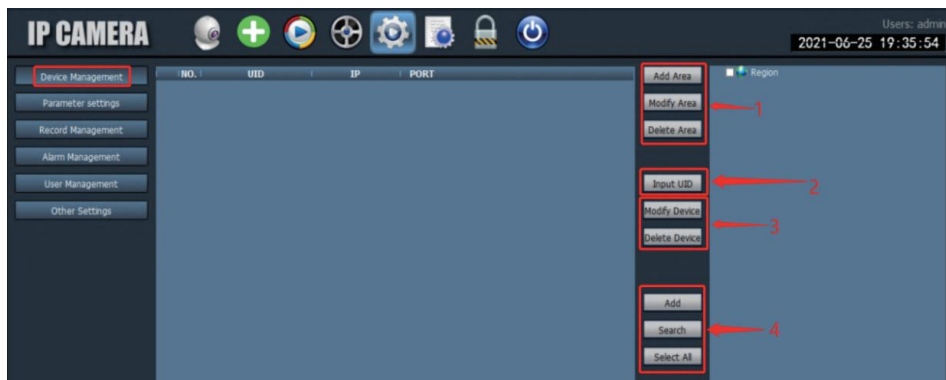 IP CAMERA
Users: admin
2021-06-25 19:35:54
Device Management
Parameter settings
Record Management
Alarm Management
User Management
Other Settings
NO. UID IP PORT
Add Area
Modify Area
Delete Area
1
Input UID
2
Modify Device
Delete Device
3
Add
Search
Select All
4
Region